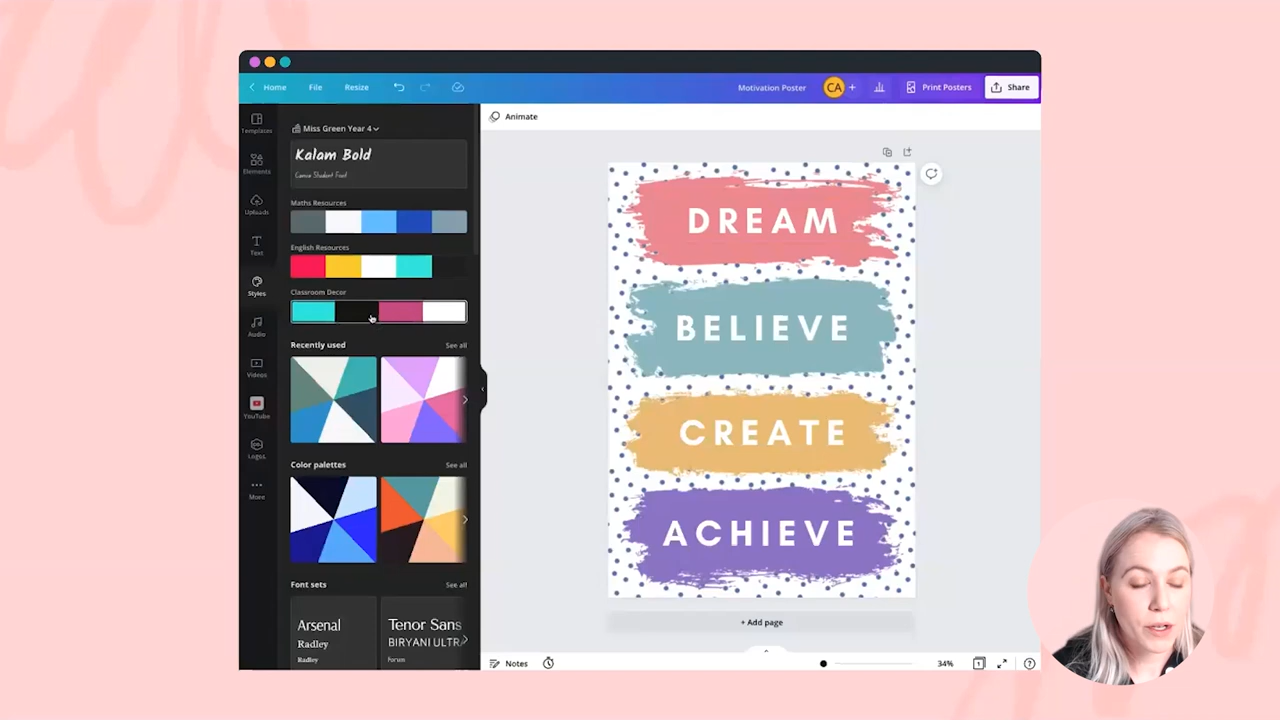 Home File Resize Motivation Poster CA + Print Posters Share
Templates
Elements
Uploads
Text
Styles
Audio
Videos
YouTube
Logos
More
Miss Green Year 4
Kalam Bold
Canva Student Font
Maths Resources
English Resources
Classroom Decor
Recently used See all
Color palettes See all
Font sets See all
Arsenal
Radley
Radley
Tenor Sans
BIRYANI ULTRA
Forum
Animate
DREAM
BELIEVE
CREATE
ACHIEVE
+ Add page
Notes 34% 1 ?